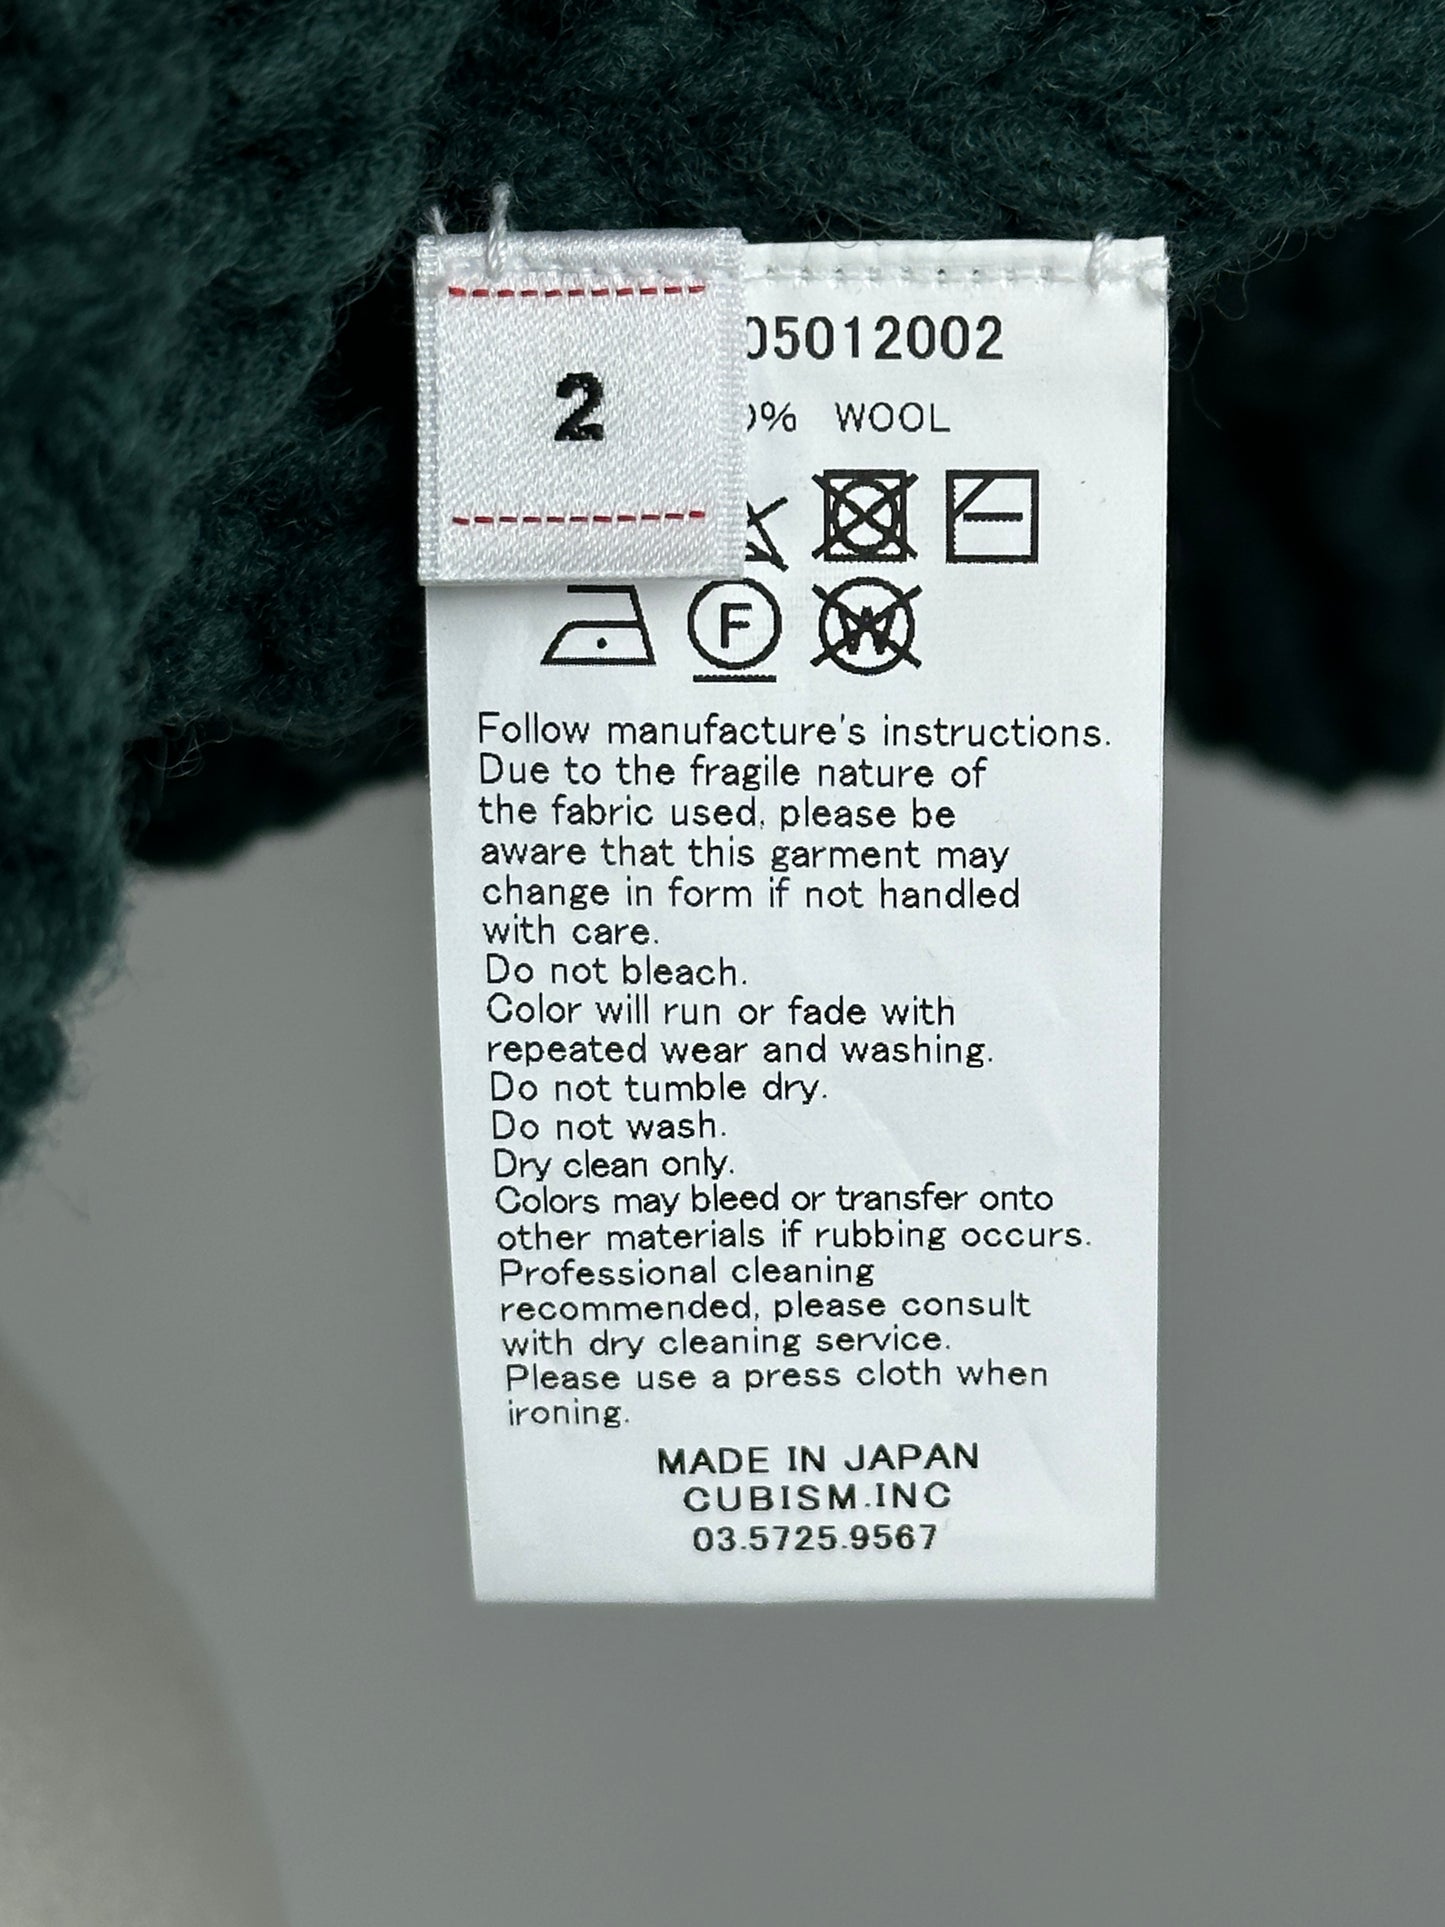 2
05012002
0% WOOL
F
W
Follow manufacture's instructions.
Due to the fragile nature of
the fabric used, please be
aware that this garment may
change in form if not handled
with care.
Do not bleach.
Color will run or fade with
repeated wear and washing.
Do not tumble dry.
Do not wash.
Dry clean only.
Colors may bleed or transfer onto
other materials if rubbing occurs.
Professional cleaning
recommended, please consult
with dry cleaning service.
Please use a press cloth when
ironing.
MADE IN JAPAN
CUBISM.INC
03.5725.9567